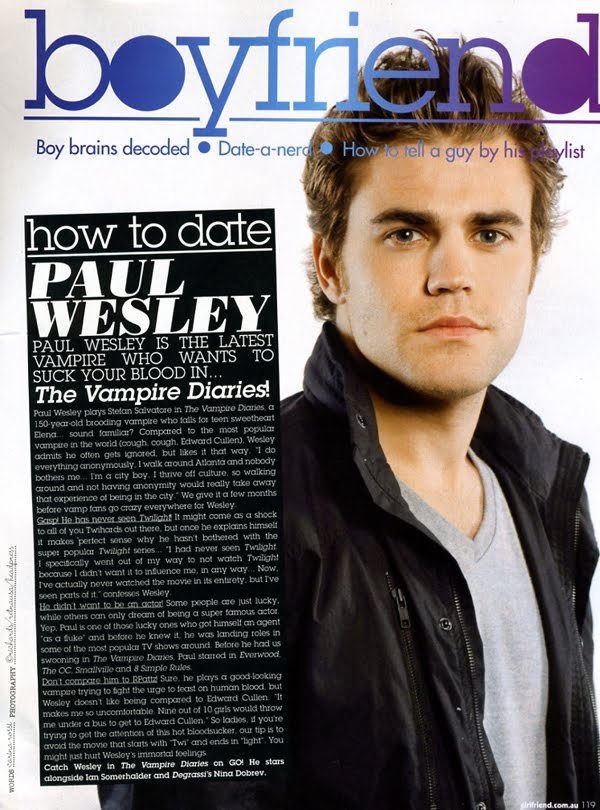 boyfriend
Boy brains decoded ● Date-a-nerd ● How to tell a guy by his playlist
how to date
PAUL
WESLEY
PAUL WESLEY IS THE LATEST
VAMPIRE WHO WANTS TO
SUCK YOUR BLOOD IN...
The Vampire Diaries!
Paul Wesley plays Stefan Salvatore in The Vampire Diaries, a
150-year-old brooding vampire who falls for teen sweetheart
Elena... sound familiar? Compared to the most popular
vampire in the world (cough, cough, Edward Cullen), Wesley
admits he often gets ignored, but likes it that way. "I do
everything anonymously, I walk around Atlanta and nobody
bothers me... I'm a city boy. I thrive off culture, so walking
around and not having anonymity would really take away
that experience of being in the city." We give it a few months
before vamp fans go crazy everywhere for Wesley.
Gasp! He has never seen Twilight! It might come as a shock
to all of you Twihards out there, but once he explains himself
it makes perfect sense why he hasn't bothered with the
super popular Twilight series... "I had never seen Twilight.
I specifically went out of my way to not watch Twilight
because I didn't want it to influence me, in any way... Now,
I've actually never watched the movie in its entirety, but I've
seen parts of it," confesses Wesley.
He didn't want to be an actor! Some people are just lucky,
while others can only dream of being a super famous actor.
Yep, Paul is one of those lucky ones who got himself an agent
"as a fluke" and before he knew it, he was landing roles in
some of the most popular TV shows around. Before he had us
swooning in The Vampire Diaries, Paul starred in Everwood,
The OC, Smallville and 8 Simple Rules.
Don't compare him to RPattz! Sure, he plays a good-looking
vampire trying to fight the urge to feast on human blood, but
Wesley doesn't like being compared to Edward Cullen. "It
makes me so uncomfortable. Nine out of 10 girls would throw
me under a bus to get to Edward Cullen." So ladies, if you're
trying to get the attention of this hot bloodsucker, our tip is to
avoid the movie that starts with "Twi" and ends in "light". You
might just hurt Wesley's immortal feelings.
Catch Wesley in The Vampire Diaries on GO! He stars
alongside Ian Somerhalder and Degrassi's Nina Dobrev.
WORDS PHOTOGRAPHY
girlfriend.com.au 119